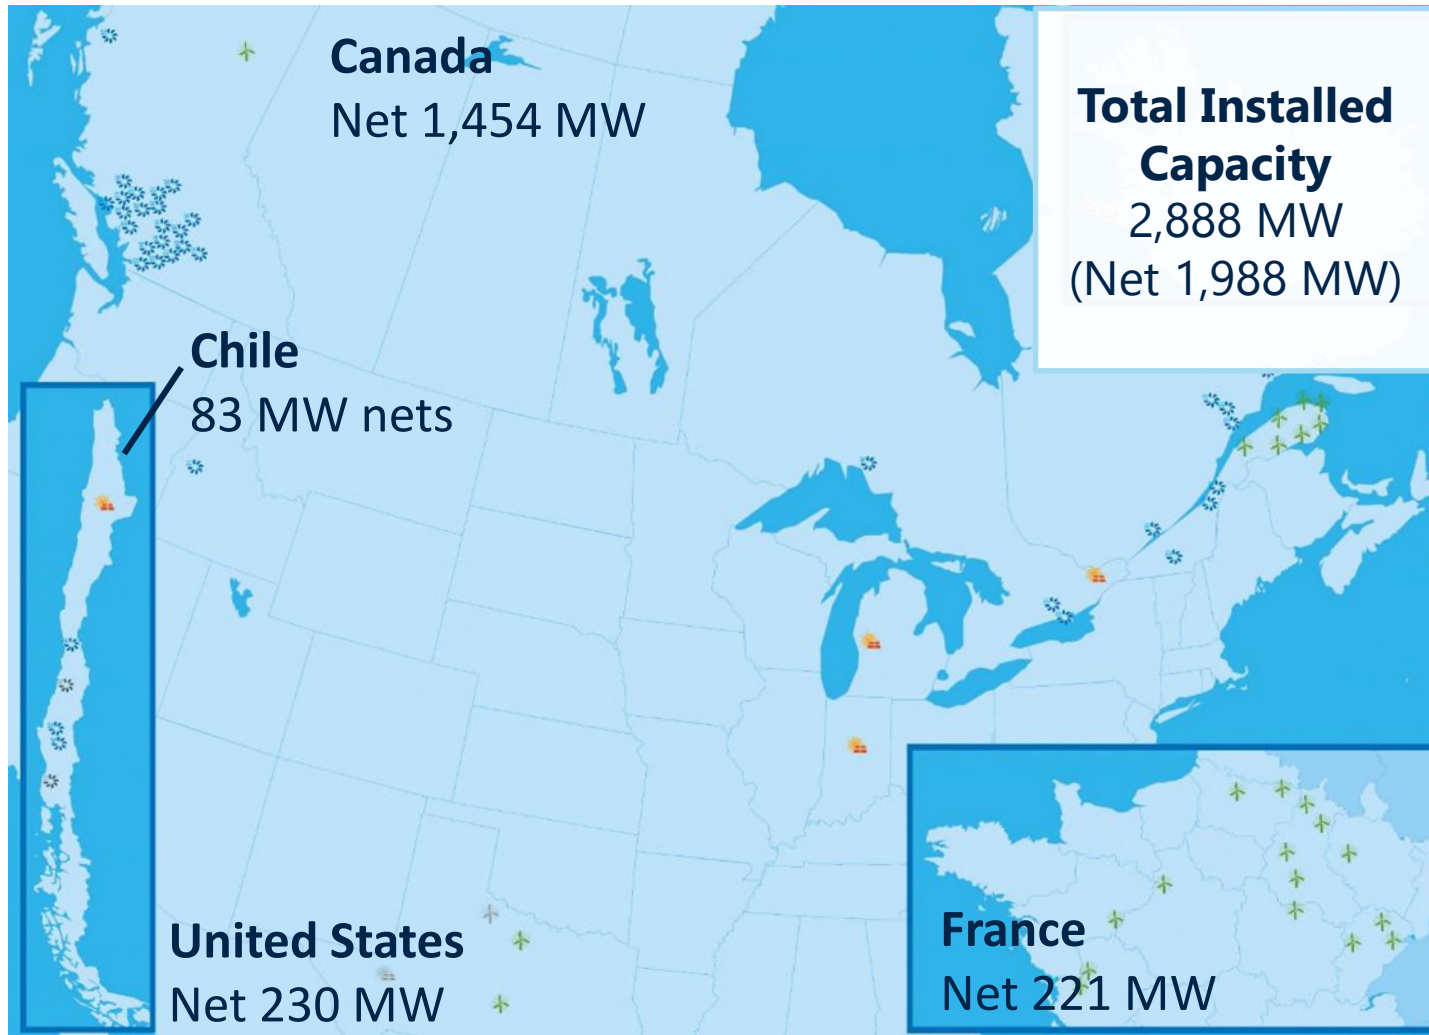 Canada
Net 1,454 MW
Total Installed
Capacity
2,888 MW
(Net 1,988 MW)
Chile
83 MW nets
United States
Net 230 MW
France
Net 221 MW